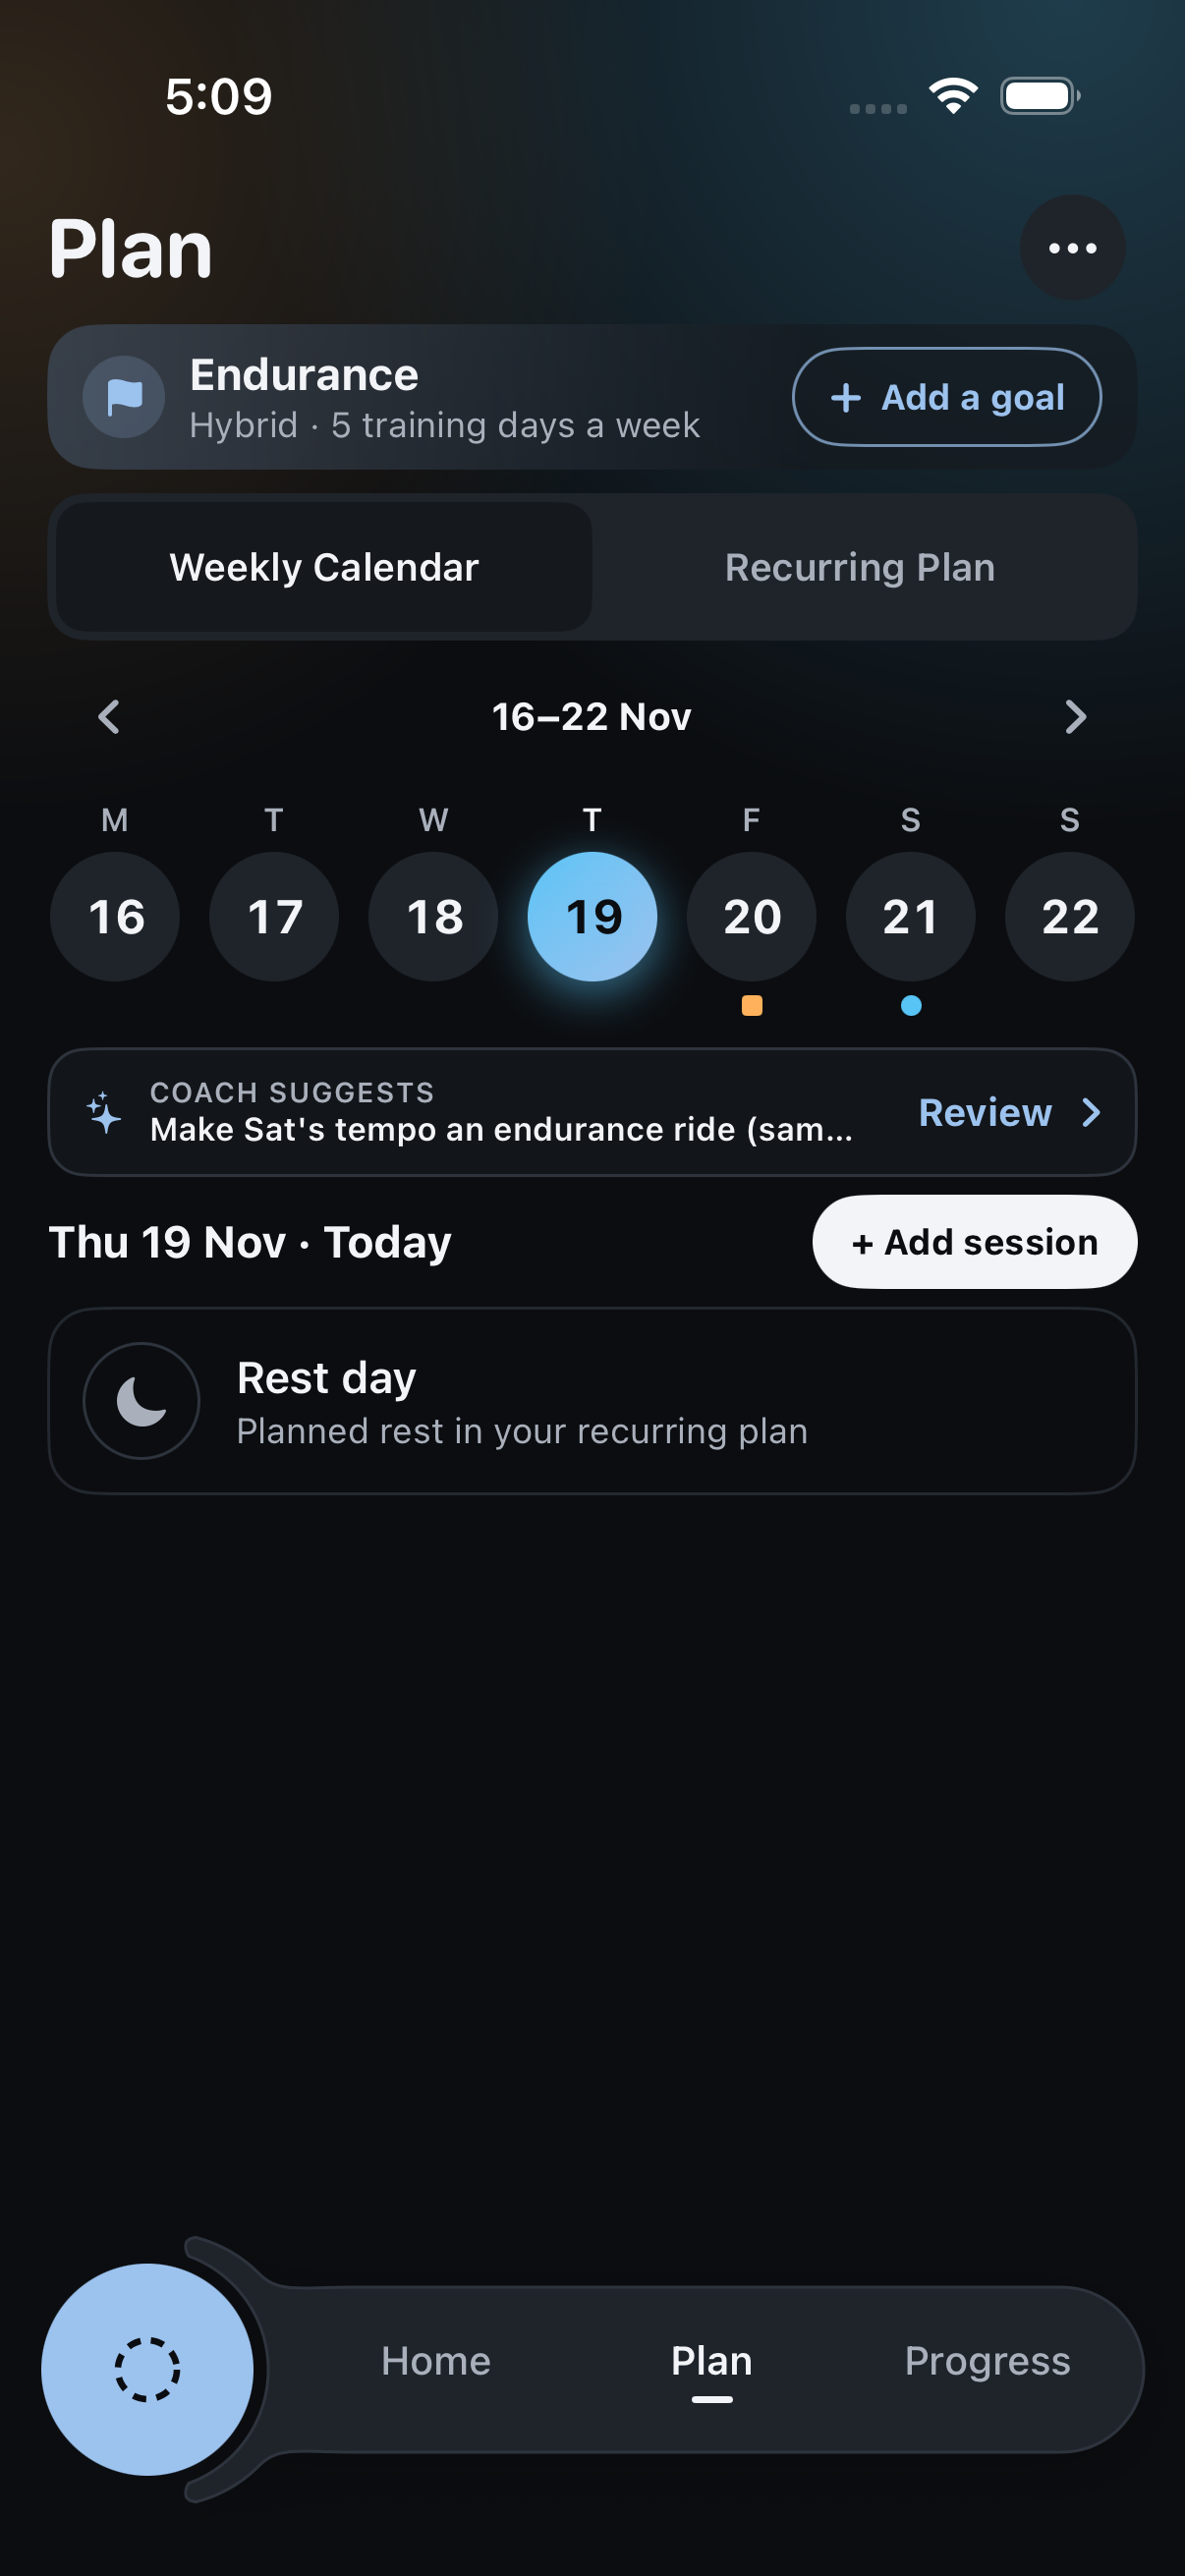 5:09
Plan
Endurance
Hybrid · 5 training days a week
+ Add a goal
Weekly Calendar
Recurring Plan
16–22 Nov
M T W T F S S
16 17 18 19 20 21 22
COACH SUGGESTS
Make Sat's tempo an endurance ride (sam...
Review
Thu 19 Nov · Today
+ Add session
Rest day
Planned rest in your recurring plan
Home
Plan
Progress